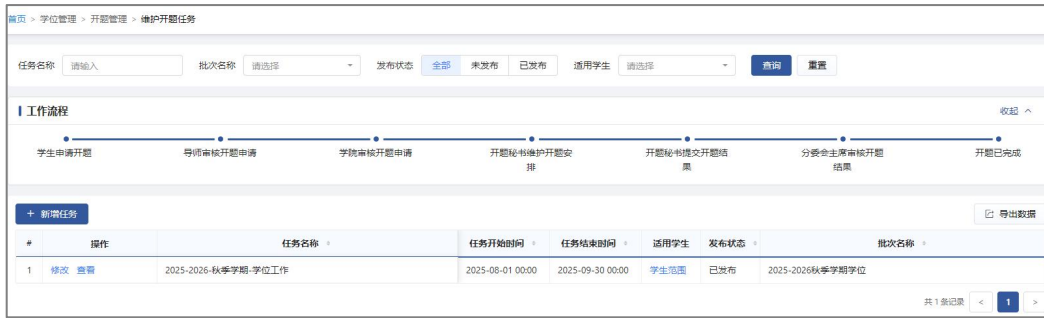 首页 > 学位管理 > 开题管理 > 维护开题任务
任务名称 请输入 批次名称 请选择 发布状态 全部 未发布 已发布 适用学生 请选择 查询 重置
工作流程 收起
学生申请开题 导师审核开题申请 学院审核开题申请 开题秘书维护开题安排 开题秘书提交开题结果 分委会主席审核开题结果 开题已完成
+ 新增任务 导出数据
# 操作 任务名称 任务开始时间 任务结束时间 适用学生 发布状态 批次名称
1 修改 查看 2025-2026-秋季学期-学位工作 2025-08-01 00:00 2025-09-30 00:00 学生范围 已发布 2025-2026秋季学期学位
共 1 条记录 < 1 >